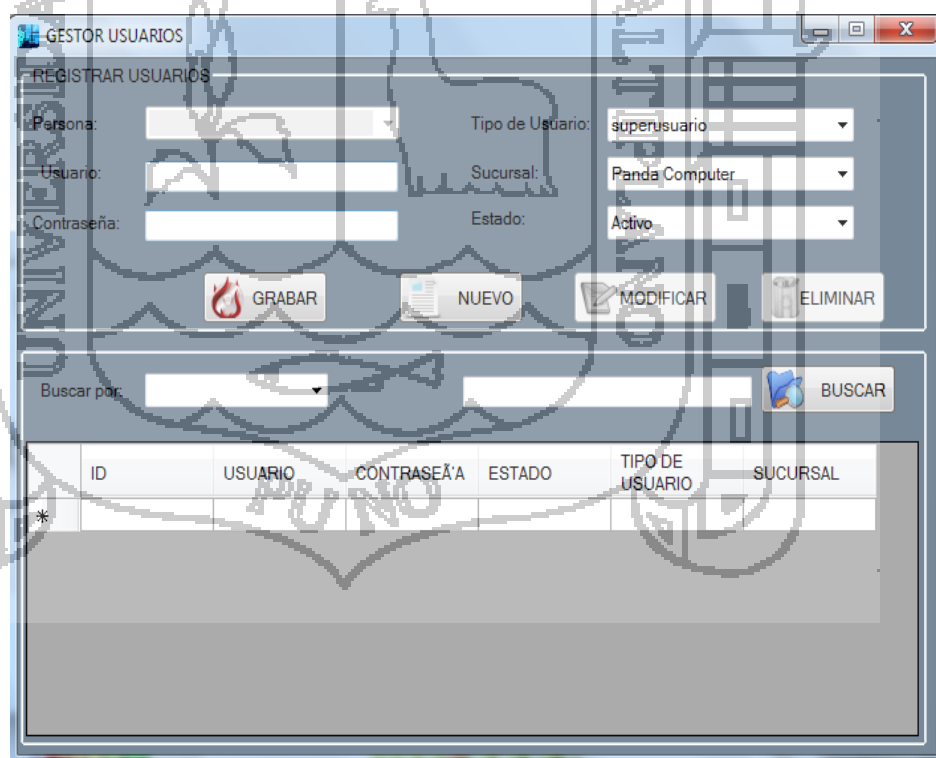 GESTOR USUARIOS
REGISTRAR USUARIOS
Persona:
Tipo de Usuario:
superusuario
Usuario:
Sucursal:
Panda Computer
Contraseña:
Estado:
Activo
GRABAR
NUEVO
MODIFICAR
ELIMINAR
Buscar por:
BUSCAR
ID
USUARIO
CONTRASEÃ'A
ESTADO
TIPO DE
USUARIO
SUCURSAL
PUNO